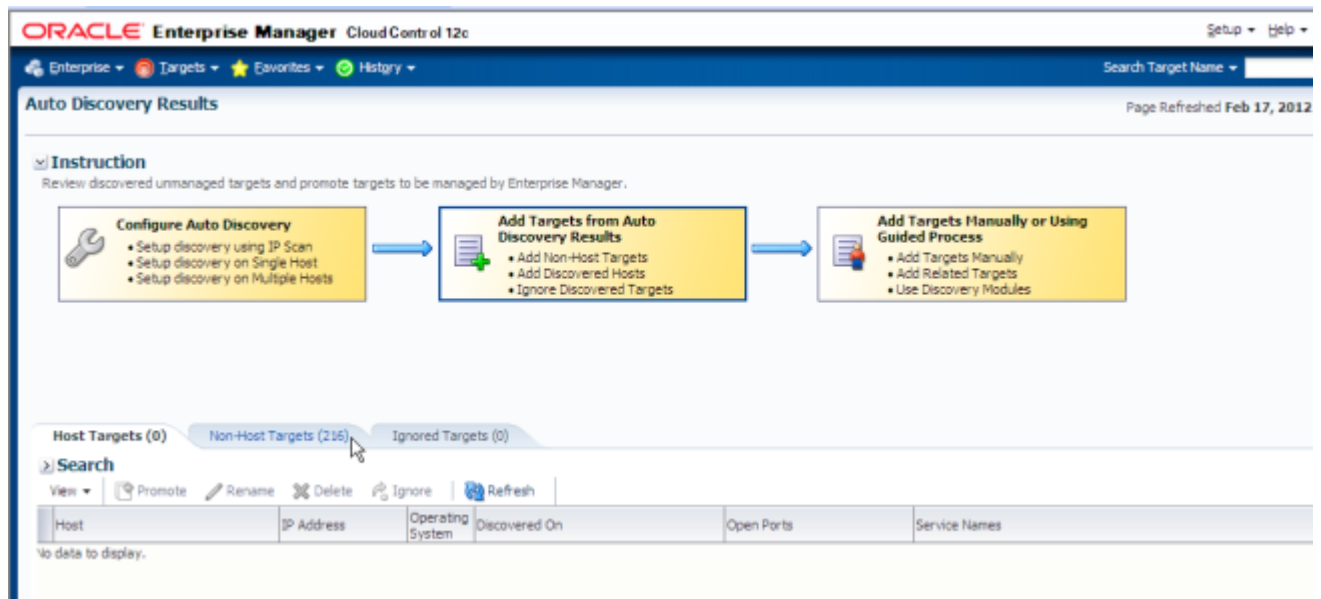 ORACLE Enterprise Manager Cloud Control 12c
Setup Help
Enterprise Targets Favorites History
Search Target Name
Auto Discovery Results
Page Refreshed Feb 17, 2012
Instruction
Review discovered unmanaged targets and promote targets to be managed by Enterprise Manager.
Configure Auto Discovery
• Setup discovery using IP Scan
• Setup discovery on Single Host
• Setup discovery on Multiple Hosts
Add Targets from Auto
Discovery Results
• Add Non-Host Targets
• Add Discovered Hosts
• Ignore Discovered Targets
Add Targets Manually or Using
Guided Process
• Add Targets Manually
• Add Related Targets
• Use Discovery Modules
Host Targets (0) Non-Host Targets (216) Ignored Targets (0)
Search
View Promote Rename Delete Ignore Refresh
Host IP Address Operating System Discovered On Open Ports Service Names
No data to display.